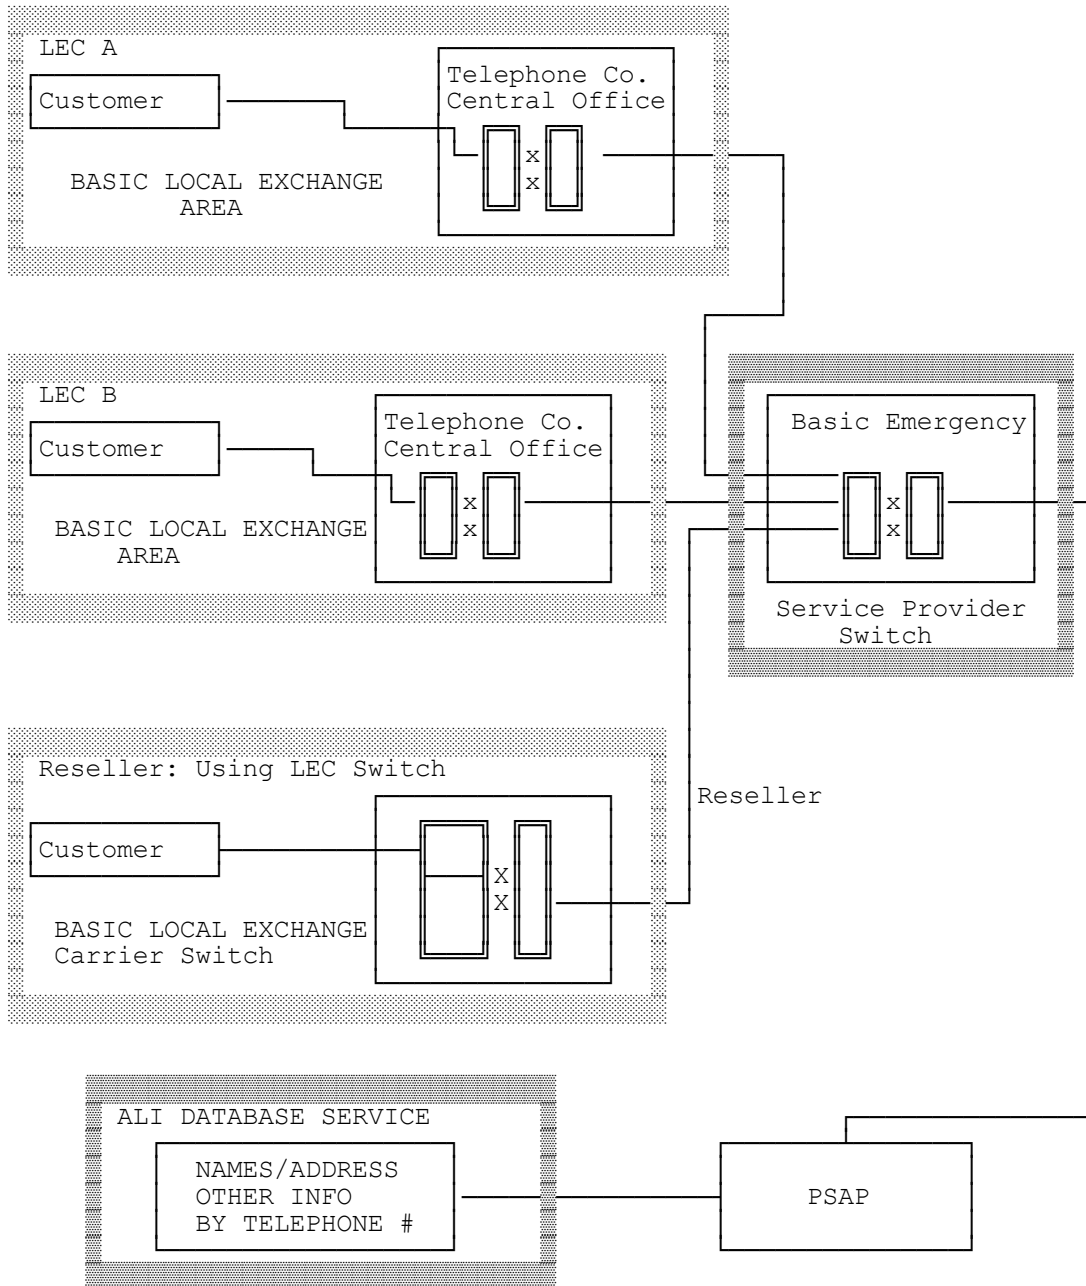 LEC A
Customer
Telephone Co.
Central Office
x
x
BASIC LOCAL EXCHANGE
AREA
LEC B
Customer
Telephone Co.
Central Office
x
x
BASIC LOCAL EXCHANGE
AREA
Basic Emergency
x
x
Service Provider
Switch
Reseller: Using LEC Switch
Customer
X
X
BASIC LOCAL EXCHANGE
Carrier Switch
Reseller
ALI DATABASE SERVICE
NAMES/ADDRESS
OTHER INFO
BY TELEPHONE #
PSAP